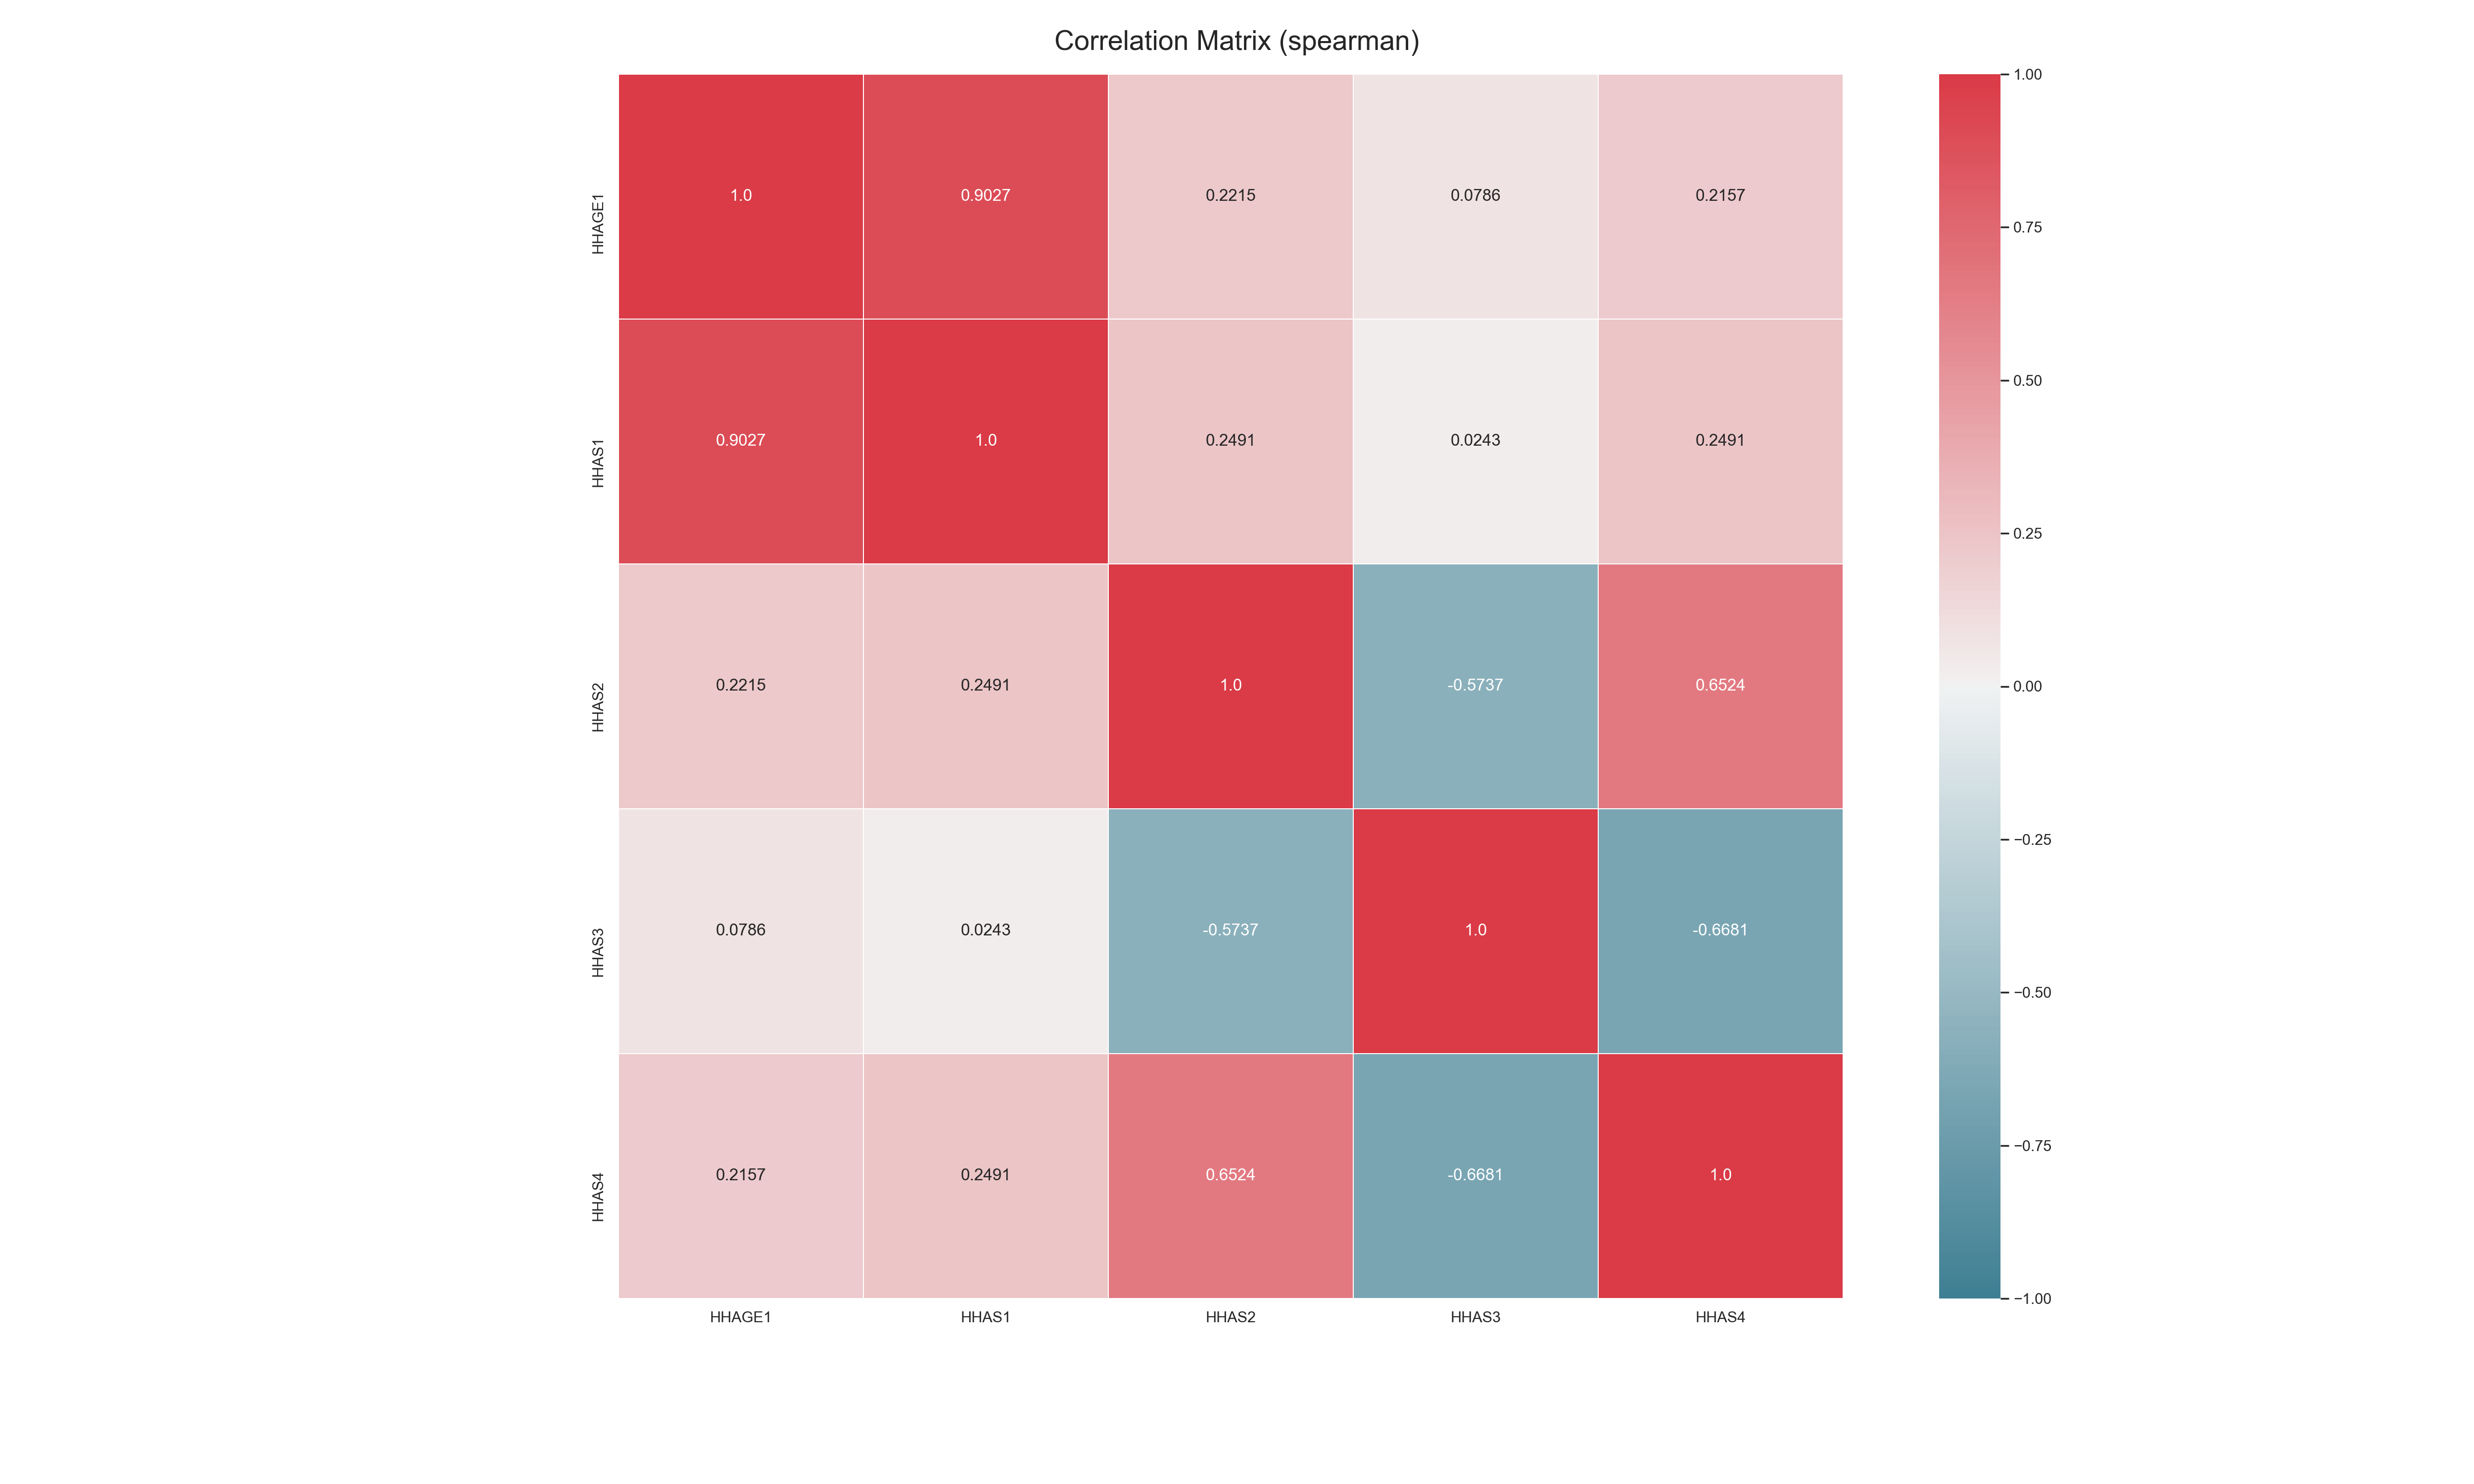 Correlation Matrix (spearman)
HHAGE1 1.0 0.9027 0.2215 0.0786 0.2157
HHAS1 0.9027 1.0 0.2491 0.0243 0.2491
HHAS2 0.2215 0.2491 1.0 -0.5737 0.6524
HHAS3 0.0786 0.0243 -0.5737 1.0 -0.6681
HHAS4 0.2157 0.2491 0.6524 -0.6681 1.0
HHAGE1 HHAS1 HHAS2 HHAS3 HHAS4
1.00
0.75
0.50
0.25
0.00
−0.25
−0.50
−0.75
−1.00